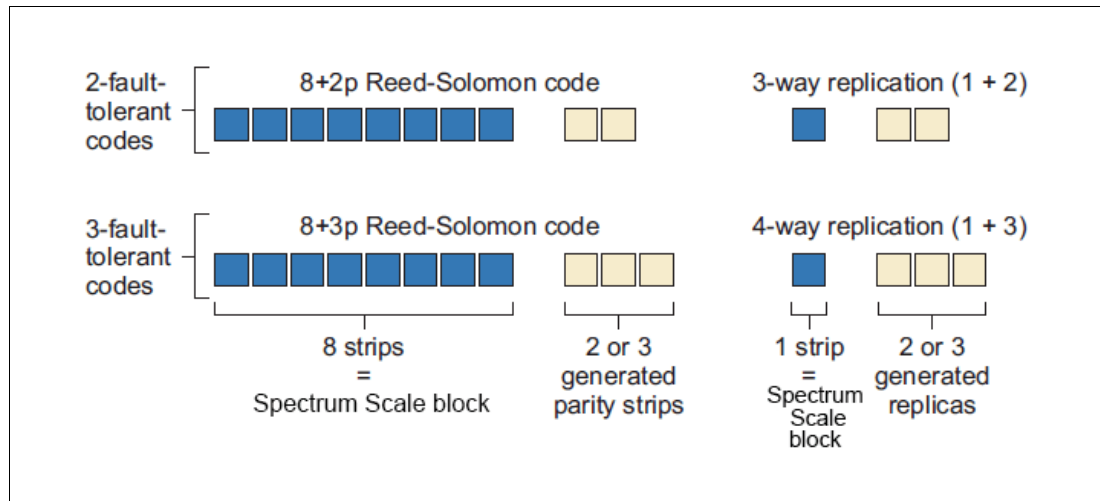 2-fault-
tolerant
codes
8+2p Reed-Solomon code
3-way replication (1 + 2)
3-fault-
tolerant
codes
8+3p Reed-Solomon code
4-way replication (1 + 3)
8 strips
=
Spectrum Scale block
2 or 3
generated
parity strips
1 strip
=
Spectrum
Scale
block
2 or 3
generated
replicas